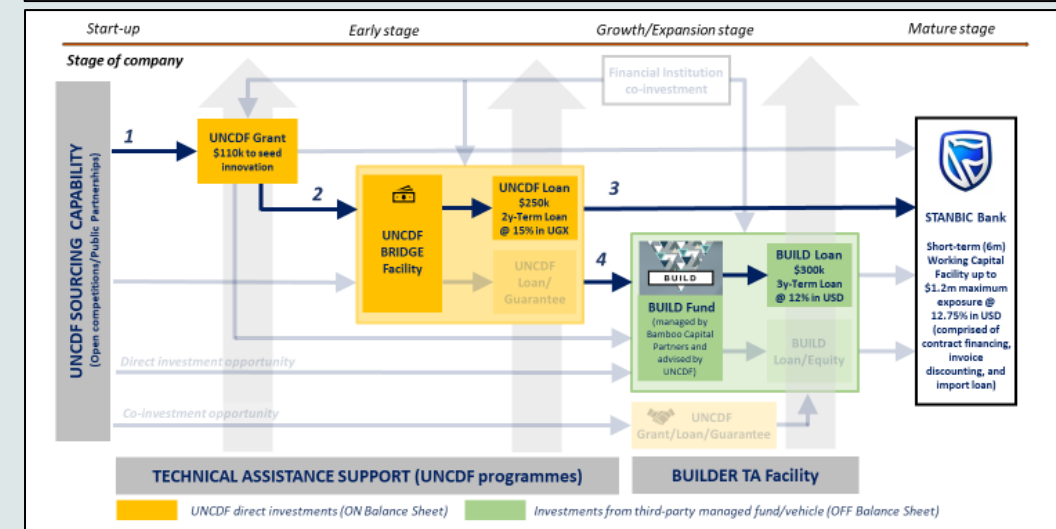 Start-up
Early stage
Growth/Expansion stage
Mature stage
Stage of company
UNCDF SOURCING CAPABILITY
(Open competitions/Public Partnerships)
1
UNCDF Grant
$110k to seed
innovation
Financial Institution
co-investment
2
UNCDF
BRIDGE
Facility
UNCDF Loan
$250k
2y-Term Loan
@ 15% in UGX
UNCDF
Loan/
Guarantee
3
4
BUILD
BUILD Fund
(managed by
Bamboo Capital
Partners and
advised by
UNCDF)
BUILD Loan
$300k
3y-Term Loan
@ 12% in USD
BUILD
Loan/Equity
STANBIC Bank
Short-term (6m)
Working Capital
Facility up to
$1.2m maximum
exposure @
12.75% in USD
(comprised of
contract financing,
invoice
discounting, and
import loan)
Direct investment opportunity
Co-investment opportunity
UNCDF
Grant/Loan/Guarantee
TECHNICAL ASSISTANCE SUPPORT (UNCDF programmes)
BUILDER TA Facility
UNCDF direct investments (ON Balance Sheet)
Investments from third-party managed fund/vehicle (OFF Balance Sheet)